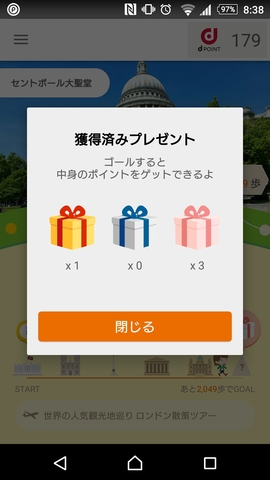 97% 8:38
d POINT 179
セントポール大聖堂
獲得済みプレゼント
ゴールすると
中身のポイントをゲットできるよ
9 歩
x 1 x 0 x 3
閉じる
START あと2,049歩でGOAL
世界の人気観光地巡り ロンドン散策ツアー